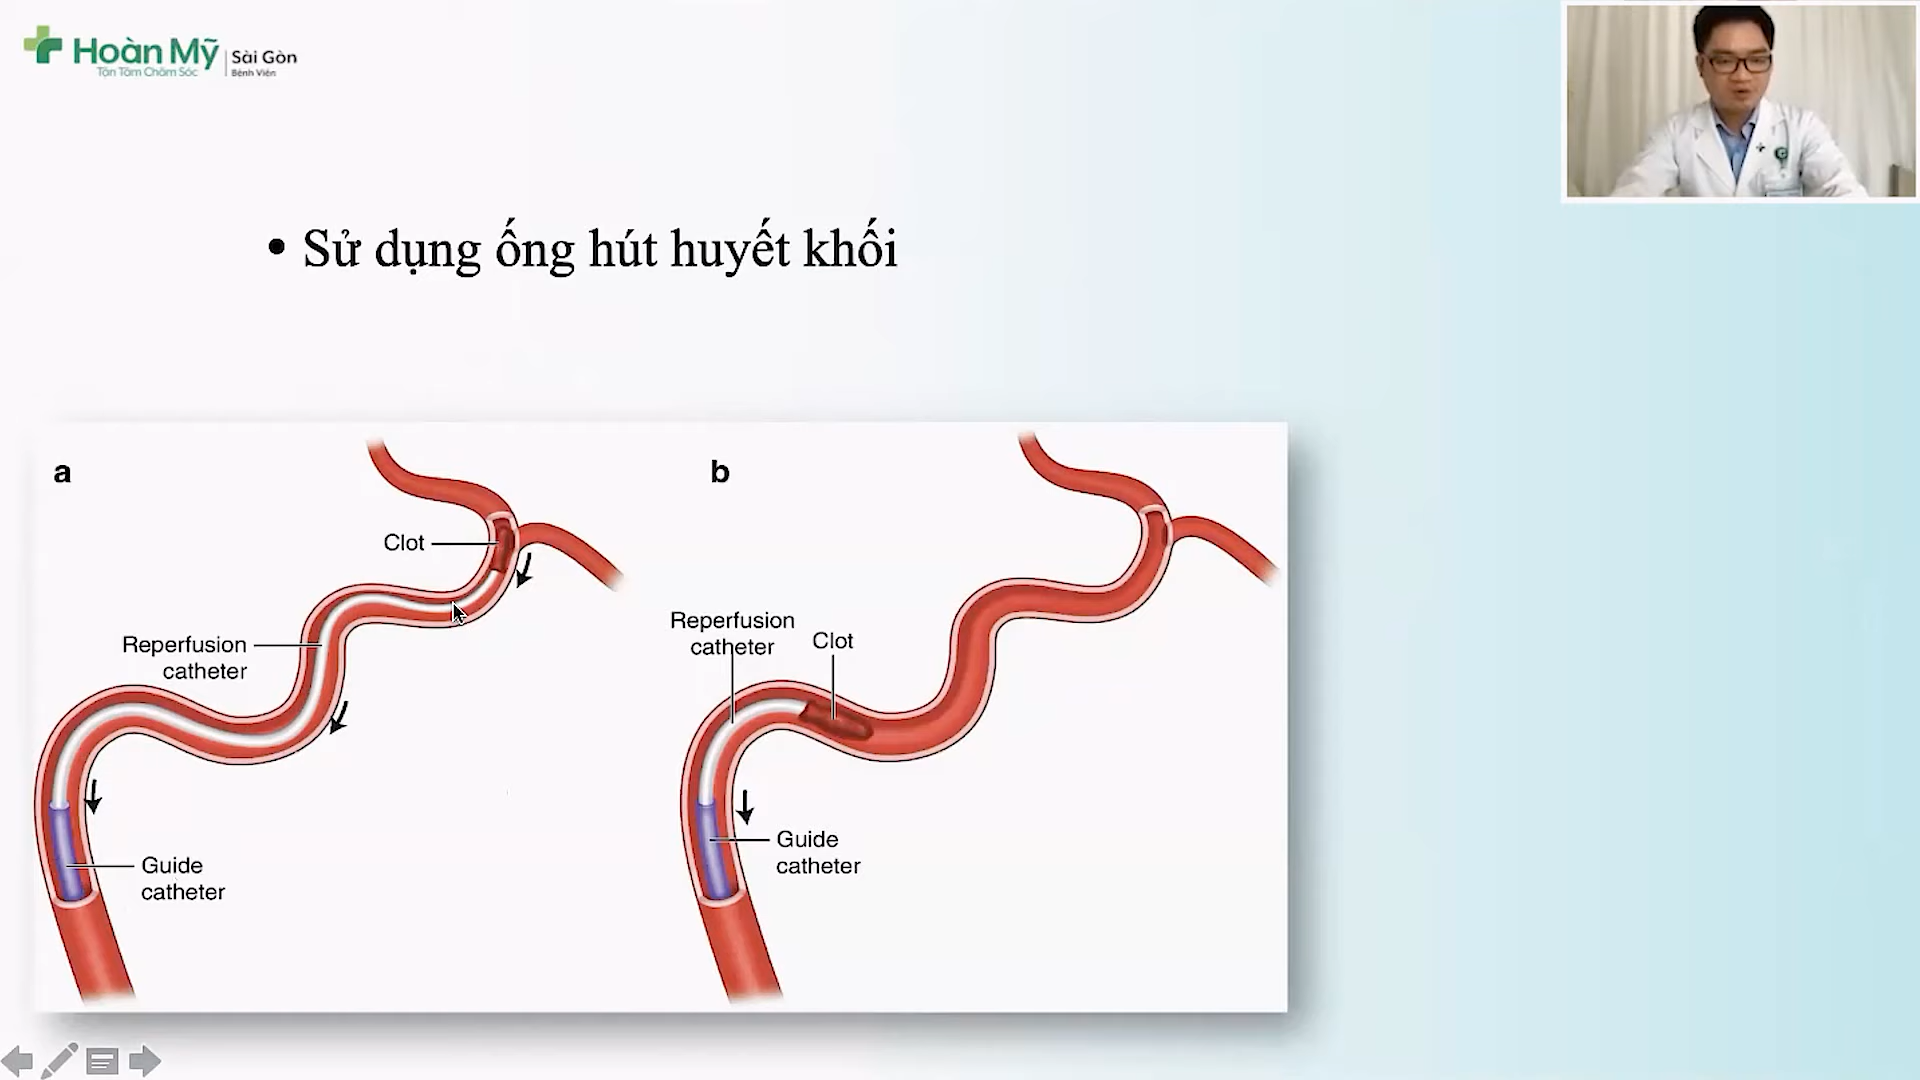 Hoàn Mỹ
Tận Tâm Chăm Sóc
Sài Gòn
Bệnh Viện
• Sử dụng ống hút huyết khối
a
Clot
Reperfusion
catheter
Guide
catheter
b
Reperfusion
catheter
Clot
Guide
catheter